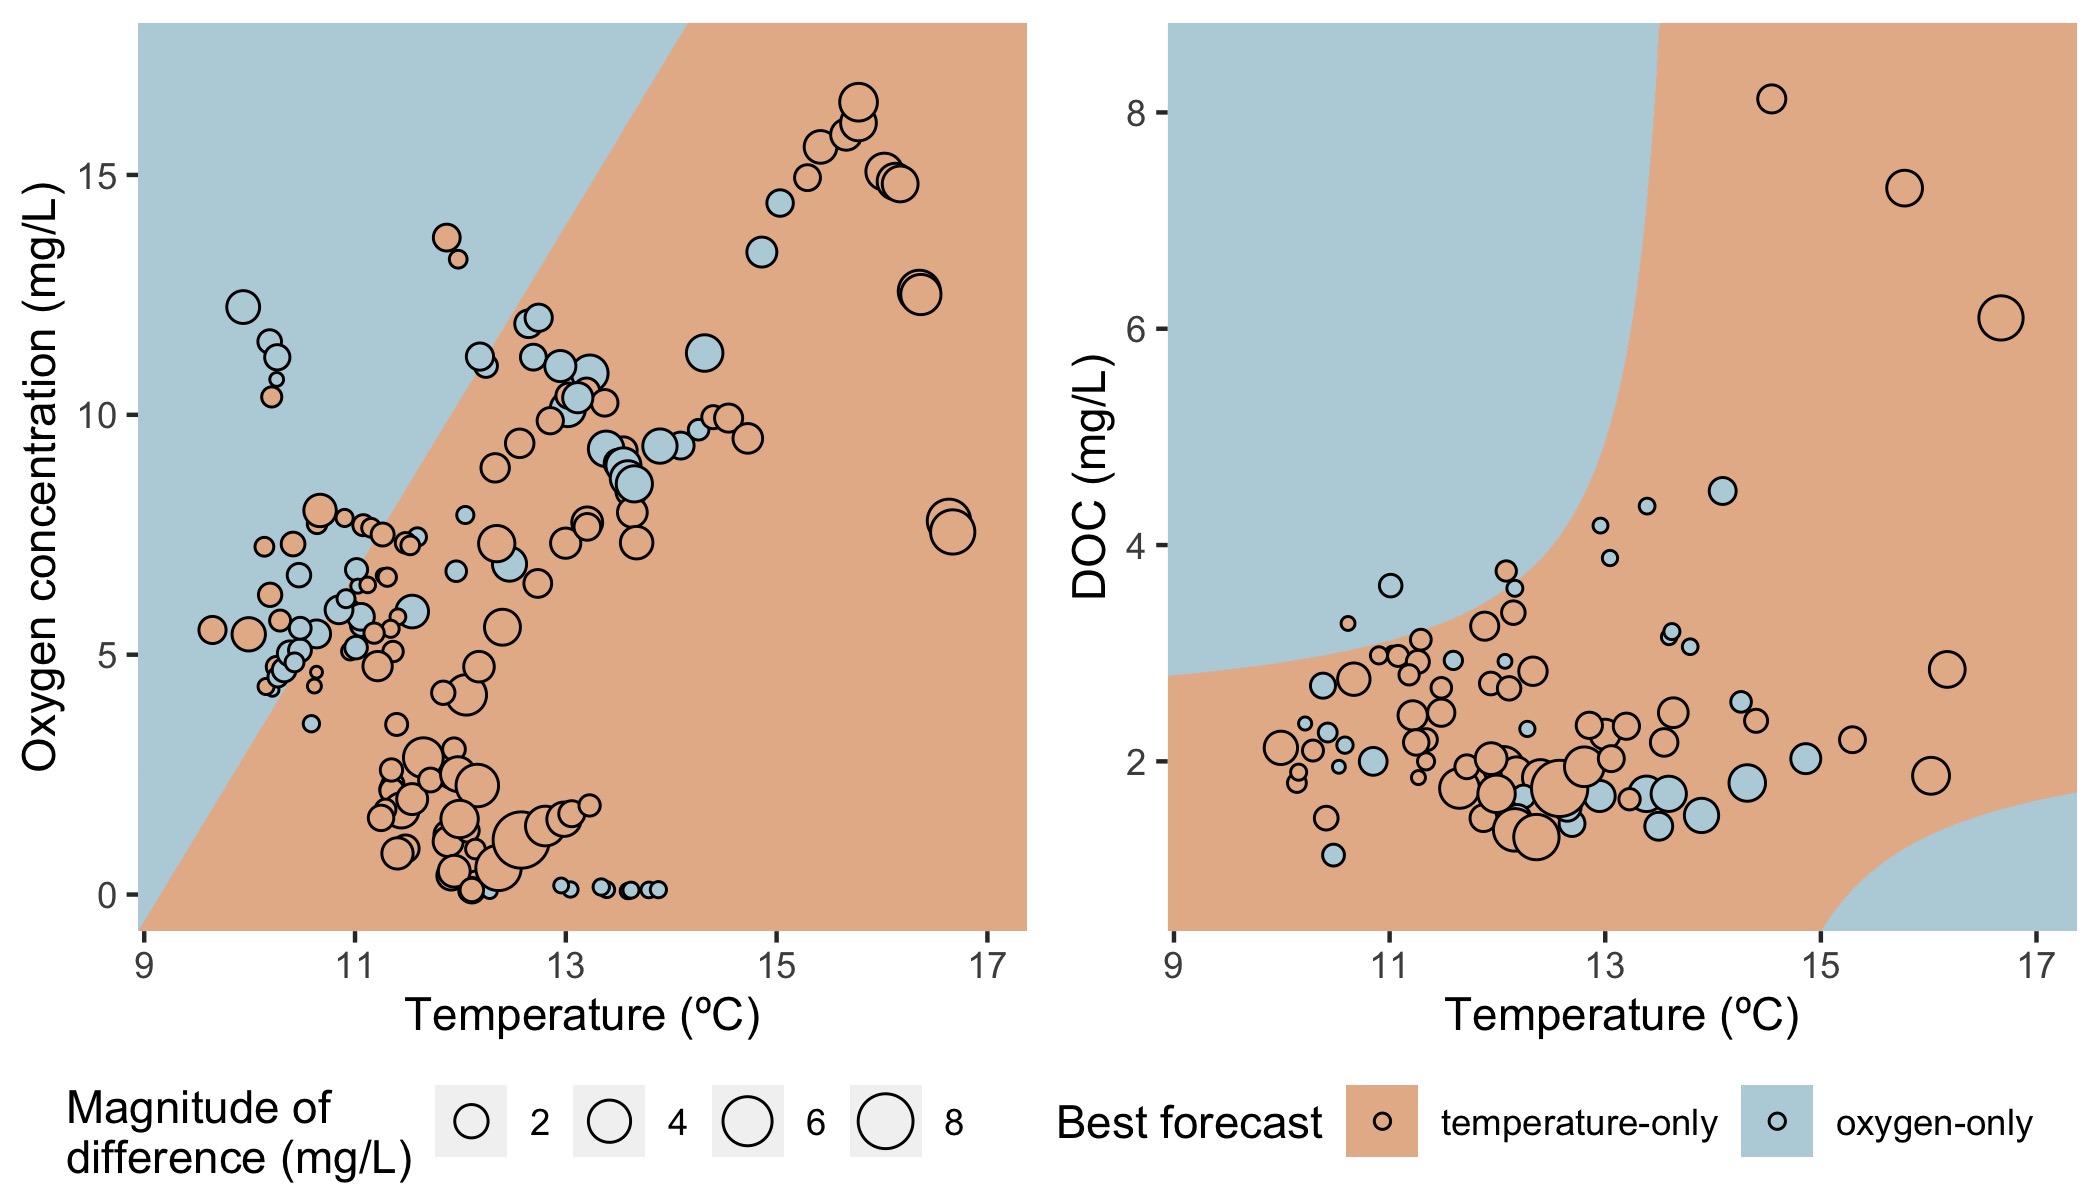 Oxygen concentration (mg/L)
15
10
5
0
9 11 13 15 17
Temperature (ºC)
DOC (mg/L)
8
6
4
2
9 11 13 15 17
Temperature (ºC)
Magnitude of
difference (mg/L)
2 4 6 8
Best forecast temperature-only oxygen-only